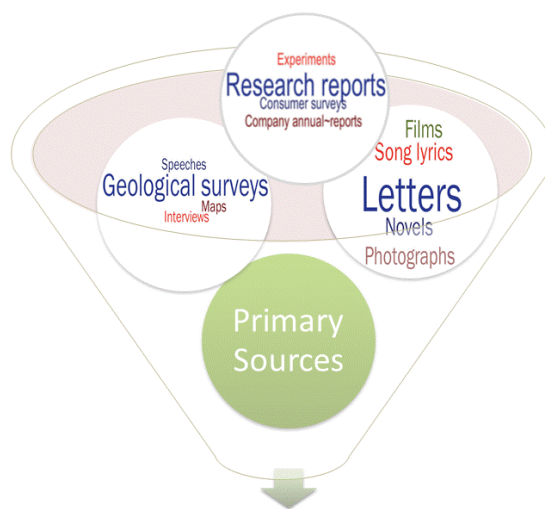 Experiments
Research reports
Consumer surveys
Company annual~reports
Speeches
Geological surveys
Maps
Interviews
Films
Song lyrics
Letters
Novels
Photographs
Primary
Sources